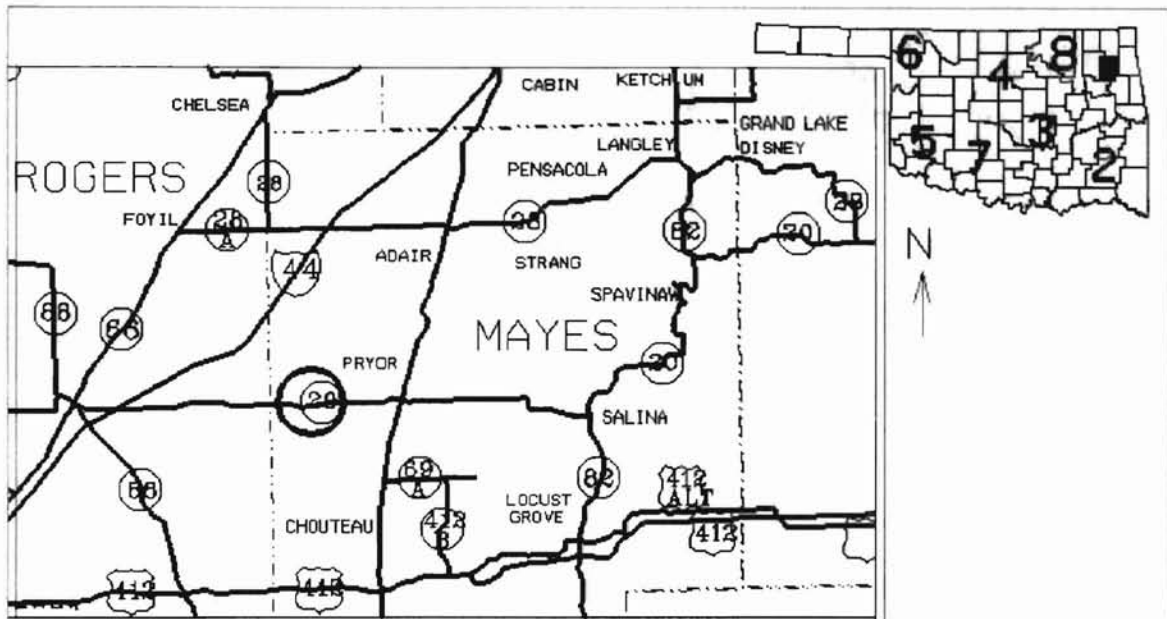 CABIN
KETCHUM
CHELSEA
GRAND LAKE
DISNEY
LANGLEY
ROGERS
PENSACOLA
28
FOYIL
28
A
28
82
20
28
ADAIR
44
STRANG
SPAVINAW
88
66
MAYES
PRYOR
20
20
SALINA
69
A
82
412
ALT
LOCUST
GROVE
CHOUTEAU
412
B
412
412
412
6
4
8
5
7
3
2
N